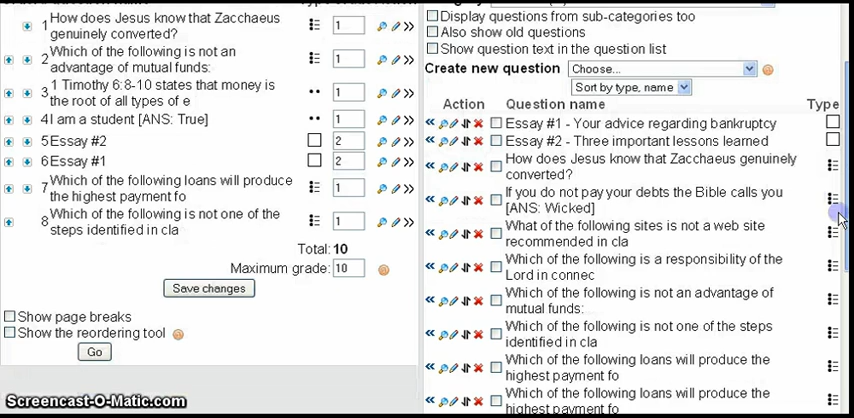 1 How does Jesus know that Zacchaeus
genuinely converted?
1
2 Which of the following is not an
advantage of mutual funds:
1
3 1 Timothy 6:8-10 states that money is
the root of all types of e
1
4 I am a student [ANS: True]
1
5 Essay #2
2
6 Essay #1
2
7 Which of the following loans will produce
the highest payment fo
1
8 Which of the following is not one of the
steps identified in cla
1
Total: 10
Maximum grade: 10
Save changes
Show page breaks
Show the reordering tool
Go
Display questions from sub-categories too
Also show old questions
Show question text in the question list
Create new question Choose...
Sort by type, name
Action Question name Type
Essay #1 - Your advice regarding bankruptcy
Essay #2 - Three important lessons learned
How does Jesus know that Zacchaeus genuinely
converted?
If you do not pay your debts the Bible calls you
[ANS: Wicked]
What of the following sites is not a web site
recommended in cla
Which of the following is a responsibility of the
Lord in connec
Which of the following is not an advantage of
mutual funds:
Which of the following is not one of the steps
identified in cla
Which of the following loans will produce the
highest payment fo
Which of the following loans will produce the
highest payment fo
Screencast-O-Matic.com